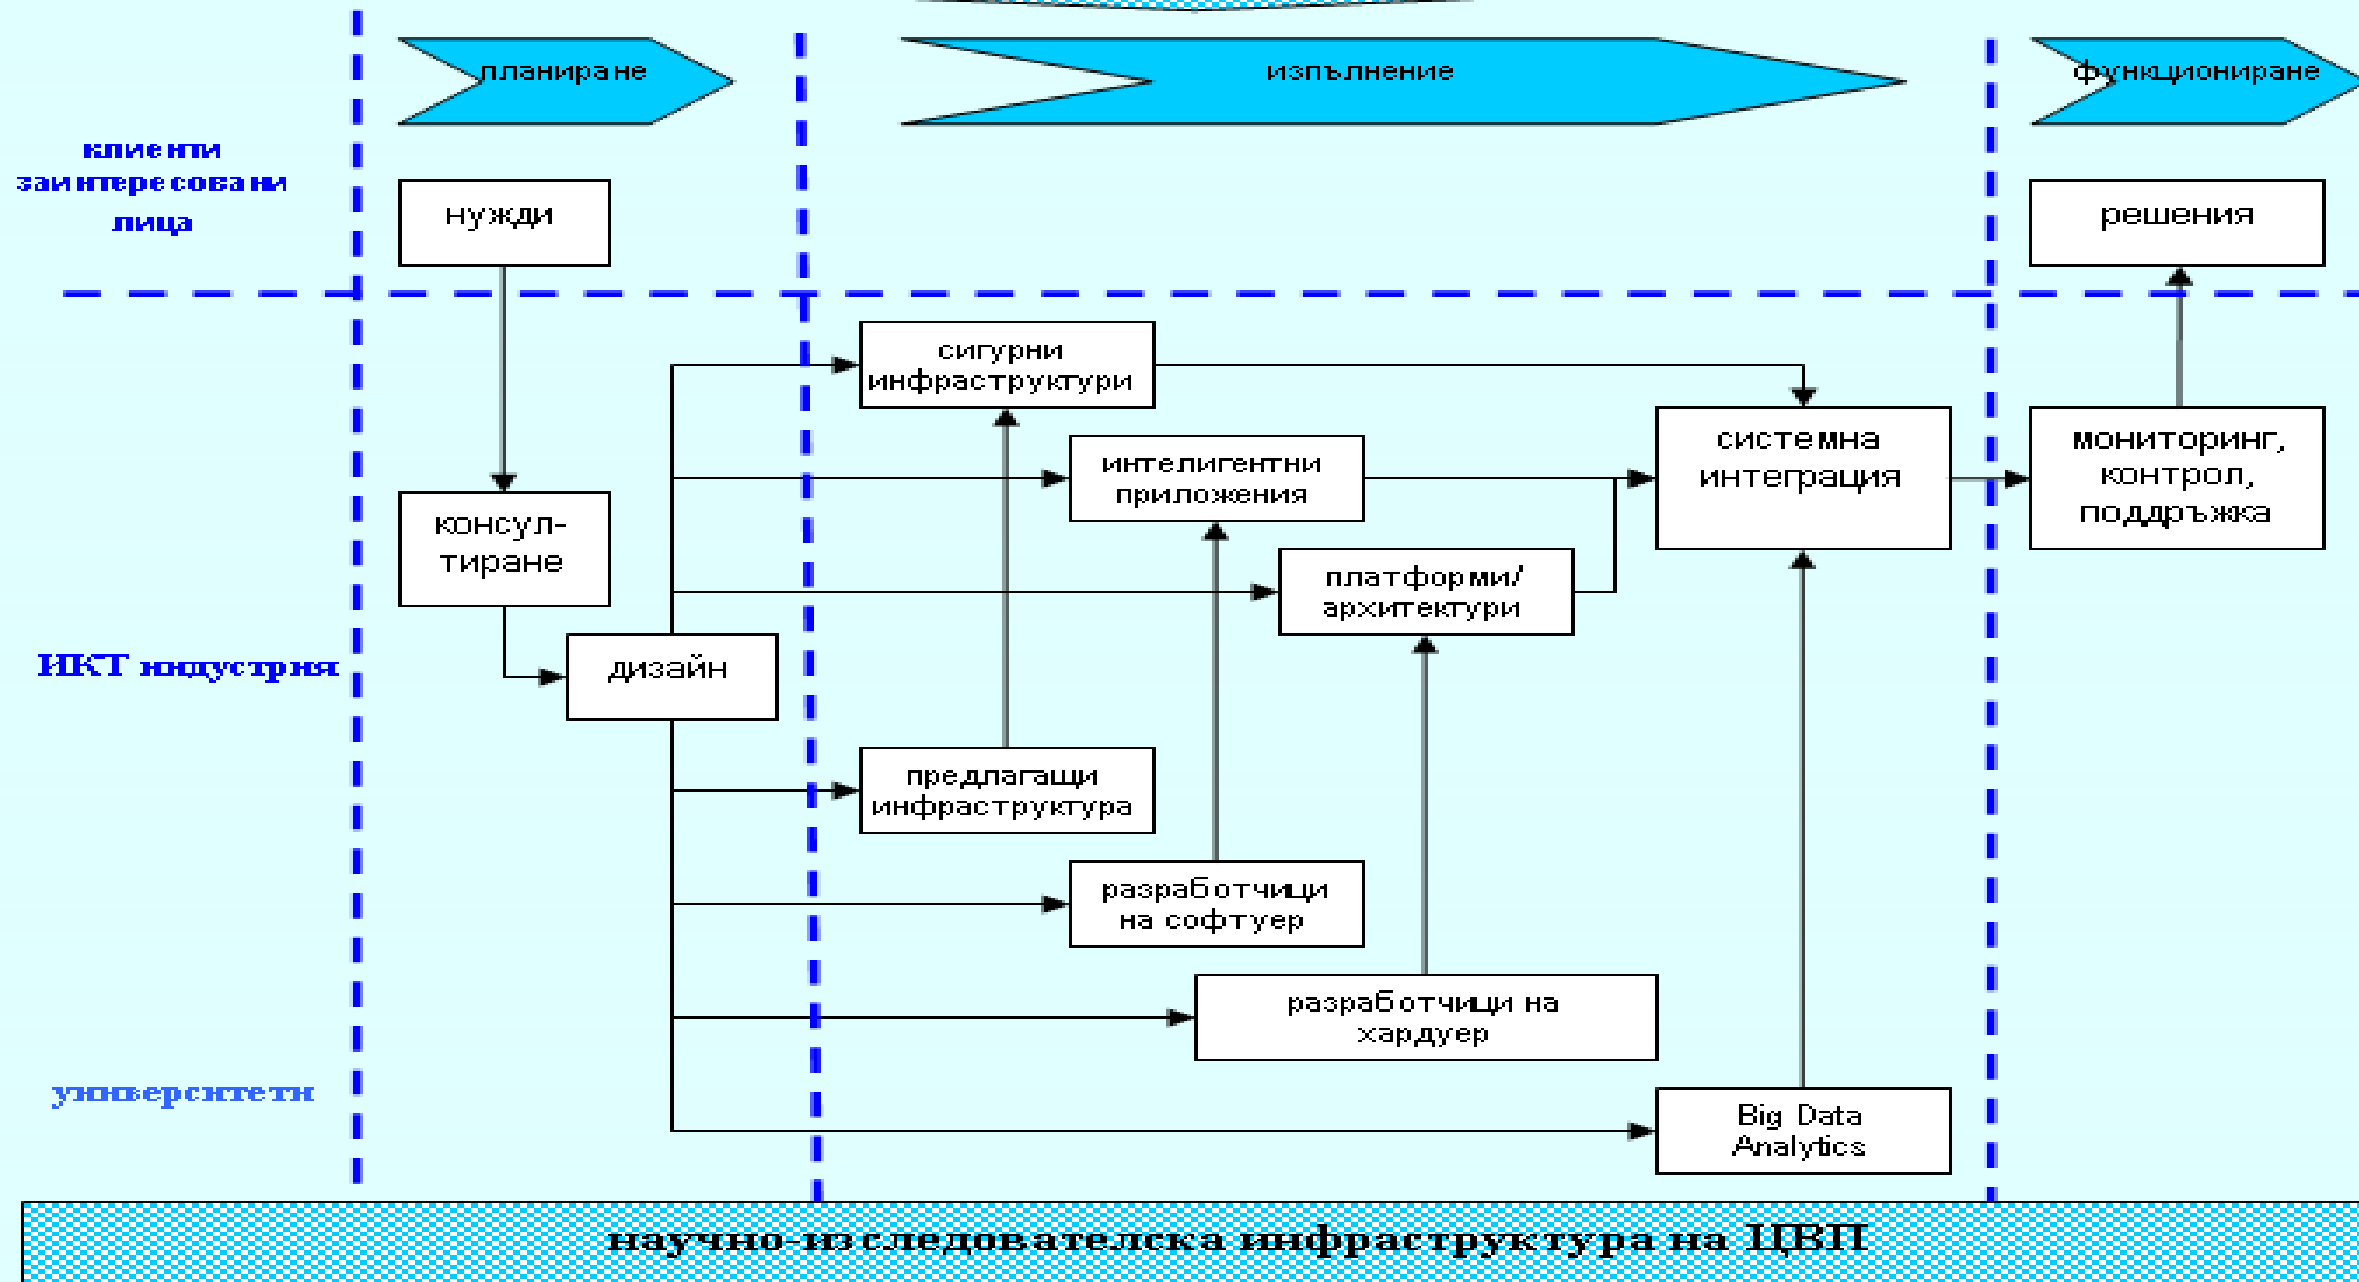 планиране
изпълнение
функциониране
клиенти
заинтересовани
лица
нужди
решения
сигурни
инфраструктури
интелигентни
приложения
системна
интеграция
мониторинг,
контрол,
поддръжка
консул-
тиране
платформи/
архитектури
ИКТ индустрия
дизайн
предлагащи
инфраструктура
разработчици
на софтуер
разработчици на
хардуер
университети
Big Data
Analytics
научно-изследователска инфраструктура на ЦВП